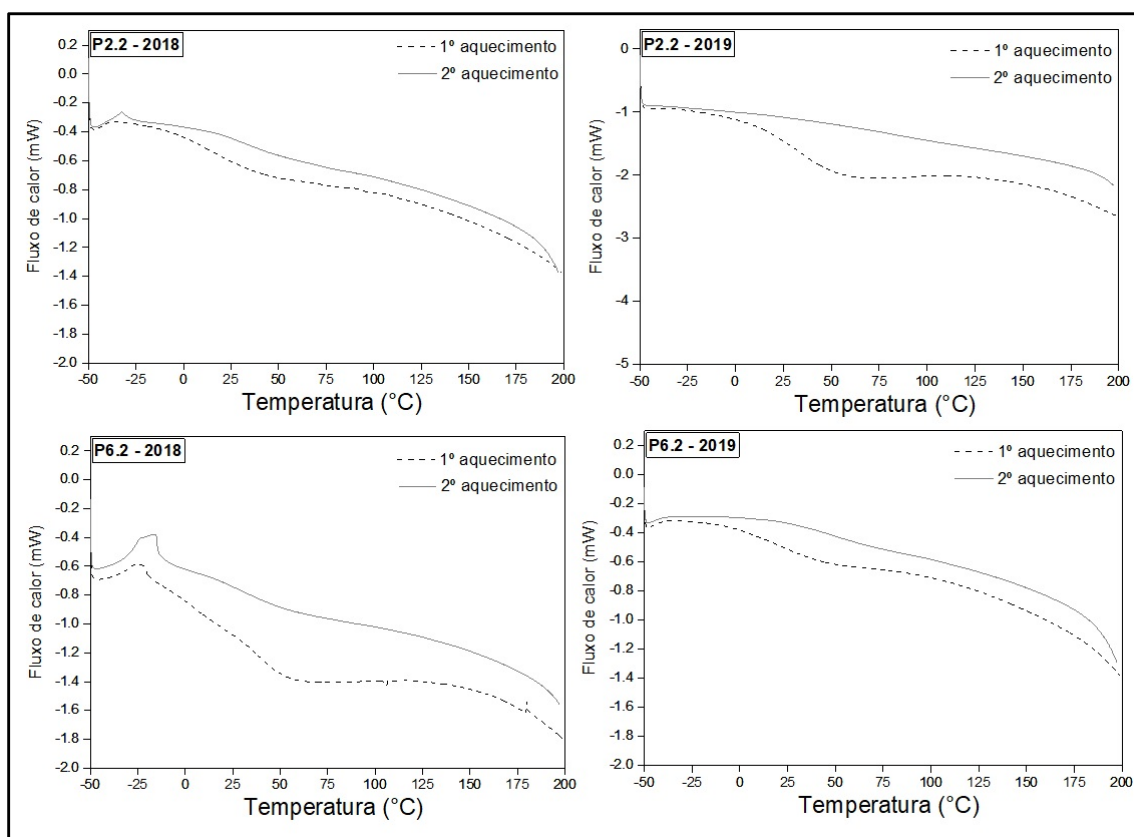 P2.2 - 2018
1º aquecimento
2º aquecimento
Fluxo de calor (mW)
0.2
0.0
-0.2
-0.4
-0.6
-0.8
-1.0
-1.2
-1.4
-1.6
-1.8
-2.0
-50 -25 0 25 50 75 100 125 150 175 200
Temperatura (°C)
P2.2 - 2019
1º aquecimento
2º aquecimento
Fluxo de calor (mW)
0
-1
-2
-3
-4
-5
-50 -25 0 25 50 75 100 125 150 175 200
Temperatura (°C)
P6.2 - 2018
1º aquecimento
2º aquecimento
Fluxo de calor (mW)
0.2
0.0
-0.2
-0.4
-0.6
-0.8
-1.0
-1.2
-1.4
-1.6
-1.8
-2.0
-50 -25 0 25 50 75 100 125 150 175 200
Temperatura (°C)
P6.2 - 2019
1º aquecimento
2º aquecimento
Fluxo de calor (mW)
0.2
0.0
-0.2
-0.4
-0.6
-0.8
-1.0
-1.2
-1.4
-1.6
-1.8
-2.0
-50 -25 0 25 50 75 100 125 150 175 200
Temperatura (°C)